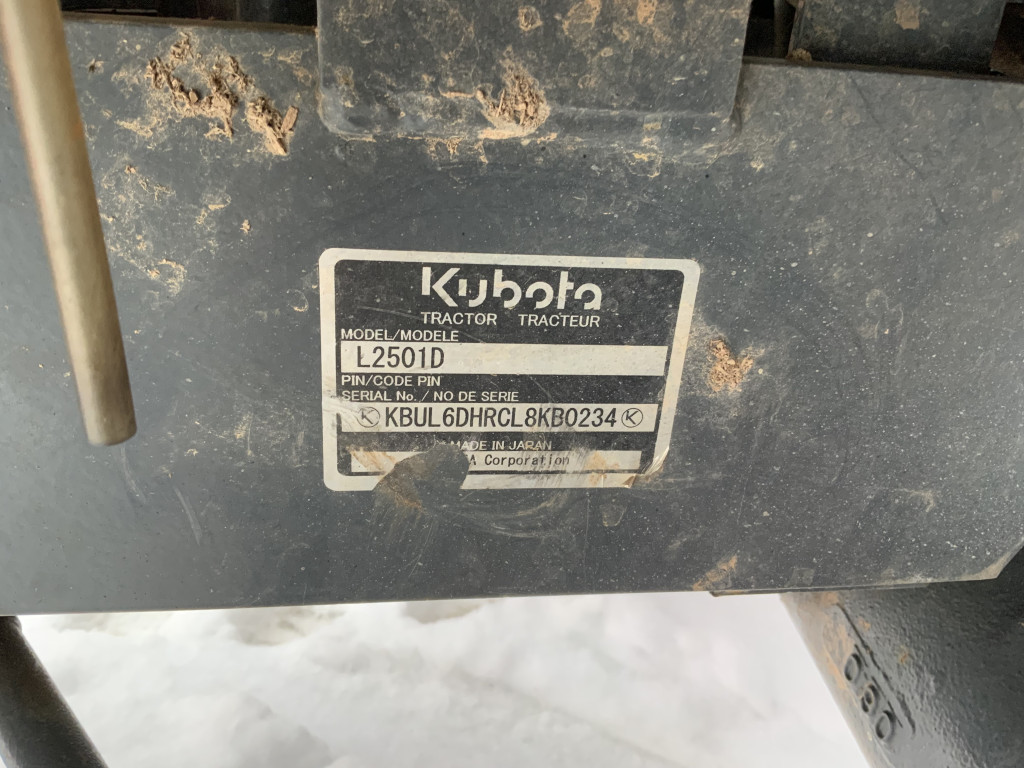 Kubota
TRACTOR TRACTEUR
MODEL/MODELE
L2501D
PIN/CODE PIN
SERIAL No. / NO DE SERIE
KBUL6DHRCL8KB0234
MADE IN JAPAN
A Corporation
060